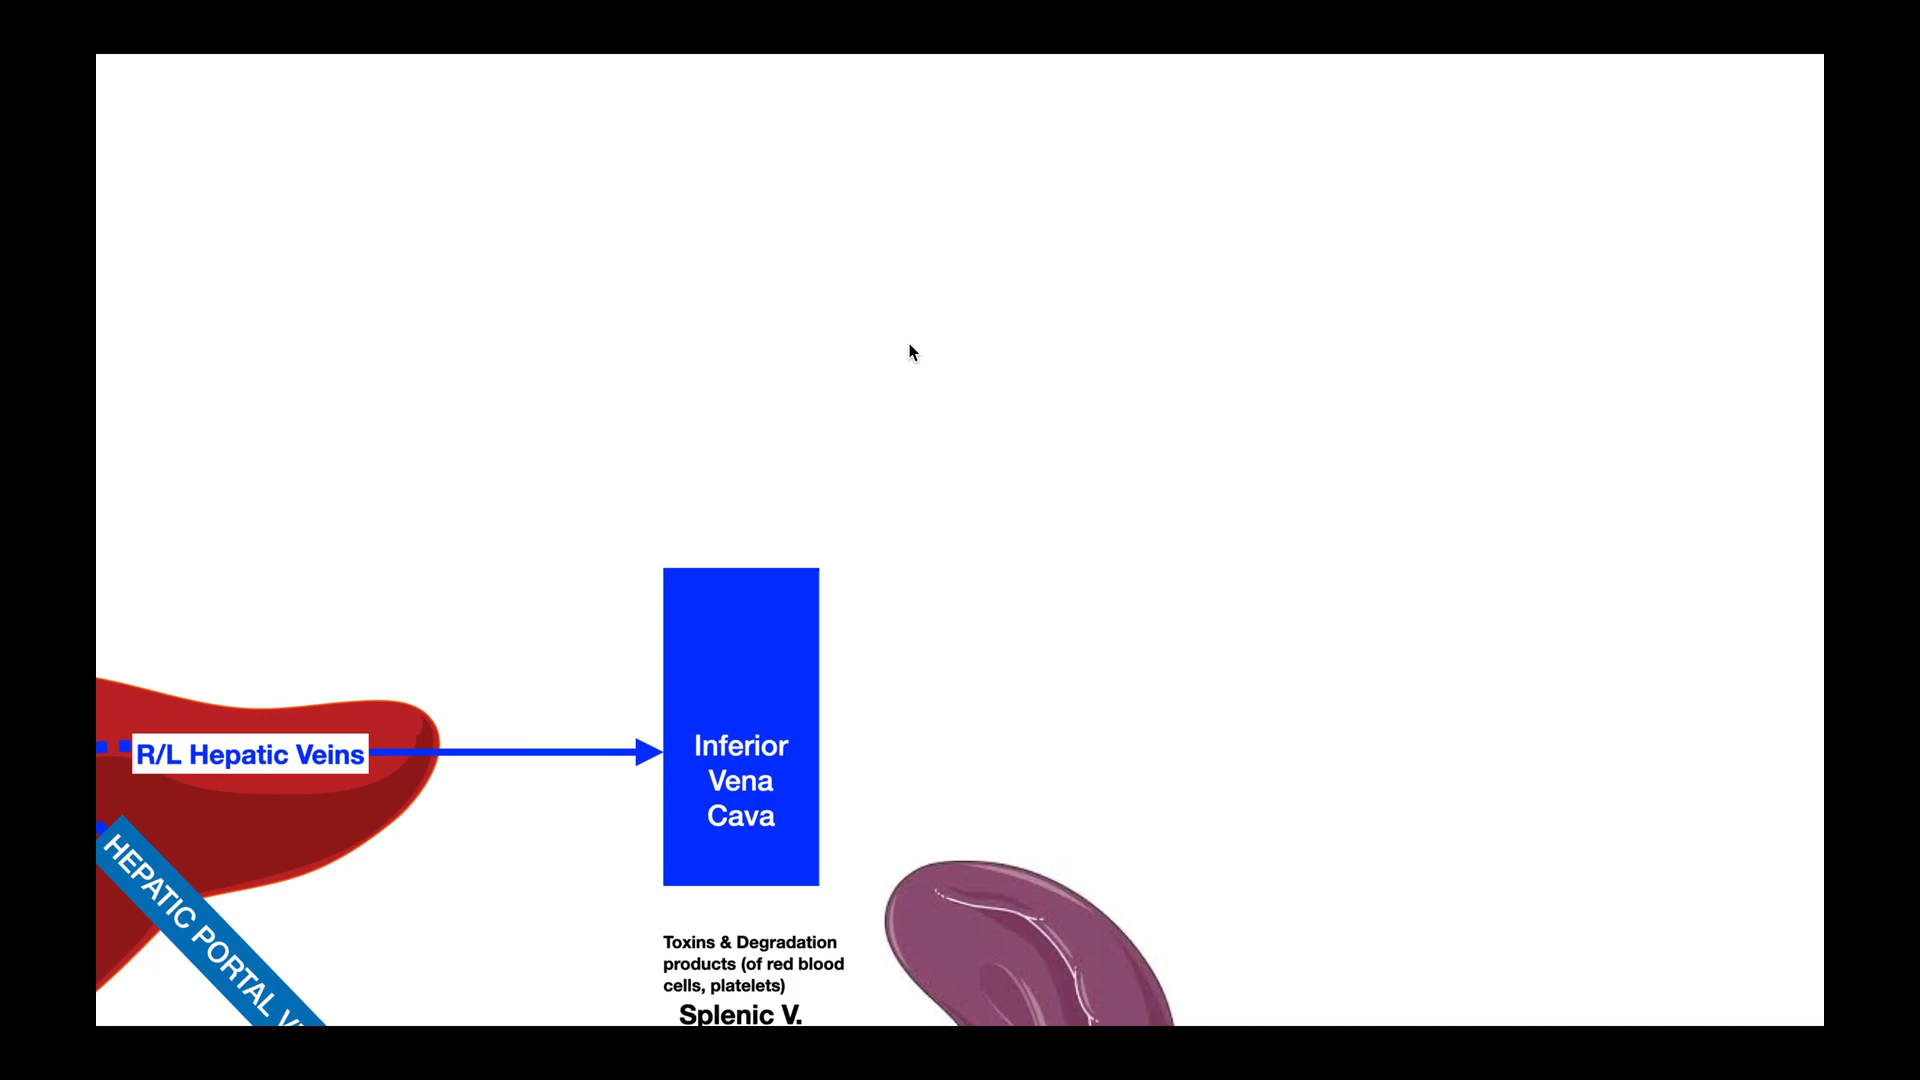 R/L Hepatic Veins
Inferior
Vena
Cava
HEPATIC PORTAL
Toxins & Degradation
products (of red blood
cells, platelets)
Splenic V.